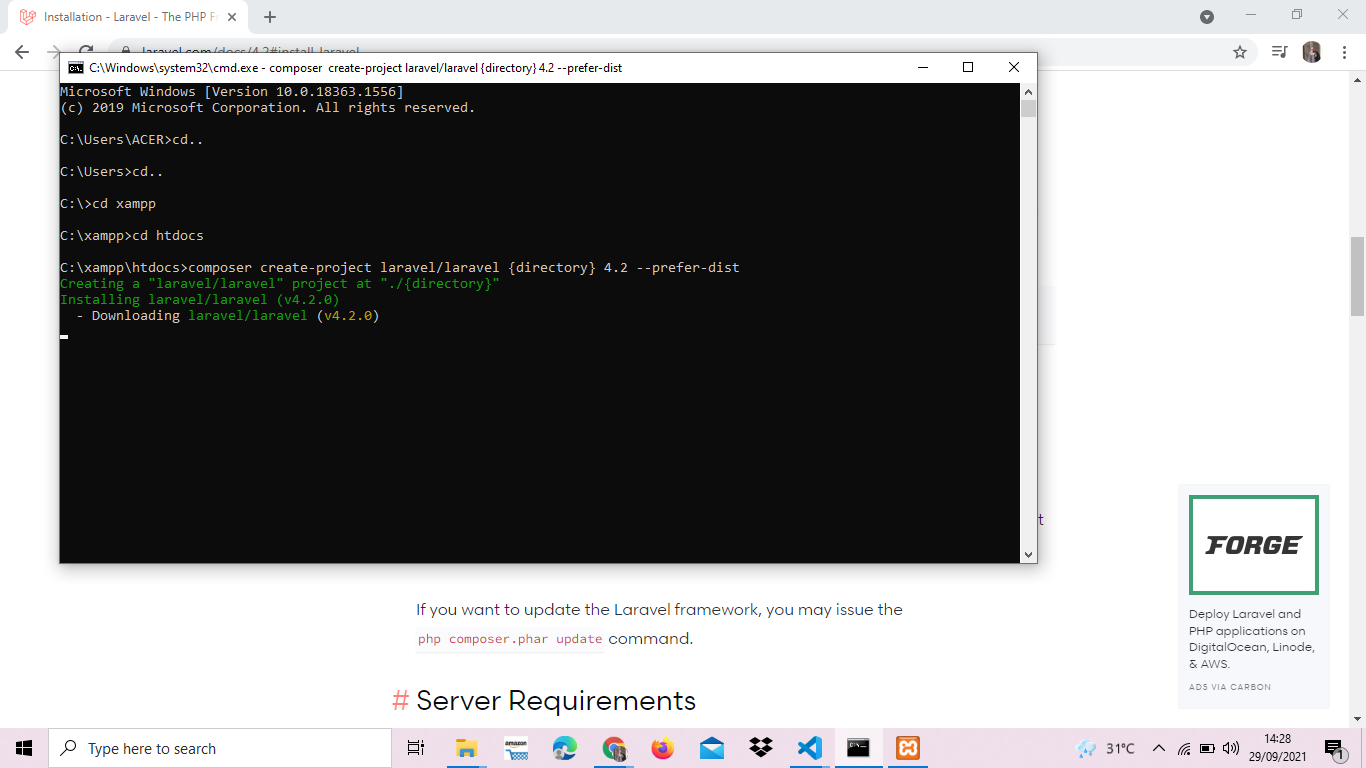 Installation - Laravel - The PHP Fr
laravel.com/docs/4.2#install-laravel
C:\Windows\system32\cmd.exe - composer  create-project laravel/laravel {directory} 4.2 --prefer-dist
Microsoft Windows [Version 10.0.18363.1556]
(c) 2019 Microsoft Corporation. All rights reserved.
C:\Users\ACER>cd..
C:\Users>cd..
C:\>cd xampp
C:\xampp>cd htdocs
C:\xampp\htdocs>composer create-project laravel/laravel {directory} 4.2 --prefer-dist
Creating a "laravel/laravel" project at "./{directory}"
Installing laravel/laravel (v4.2.0)
- Downloading laravel/laravel (v4.2.0)
t
If you want to update the Laravel framework, you may issue the
php composer.phar update command.
# Server Requirements
FORGE
Deploy Laravel and
PHP applications on
DigitalOcean, Linode,
& AWS.
ADS VIA CARBON
Type here to search
amazon
31°C
14:28
29/09/2021
1